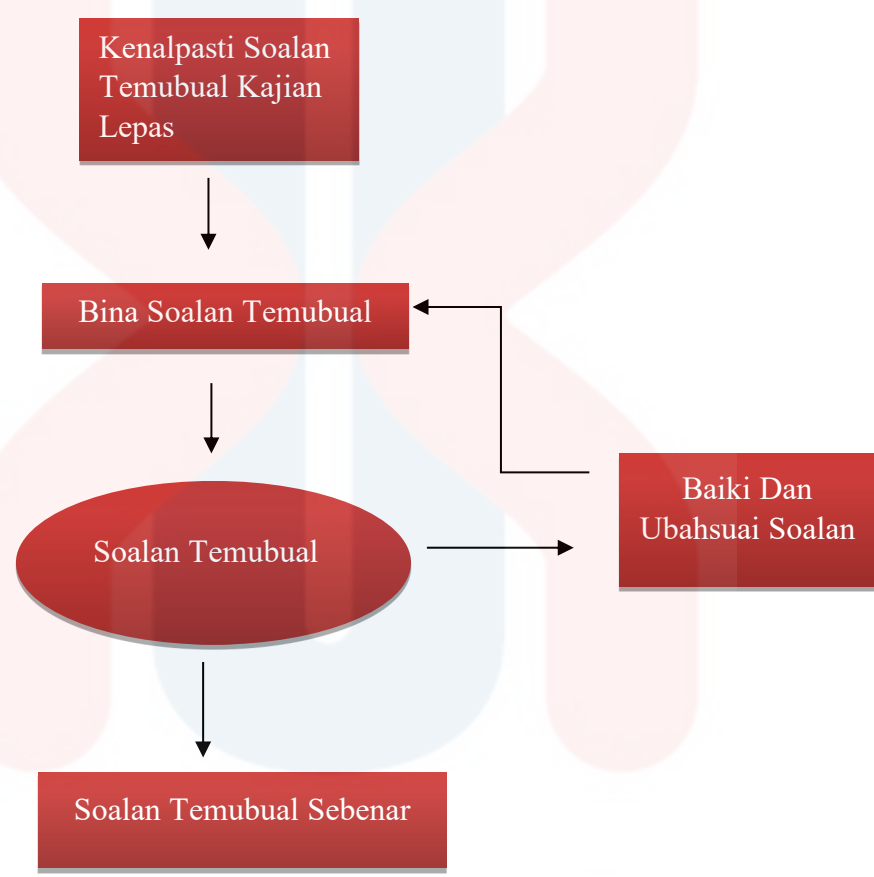 Kenalpasti Soalan
Temubual Kajian
Lepas
Bina Soalan Temubual
Soalan Temubual
Baiki Dan
Ubahsuai Soalan
Soalan Temubual Sebenar